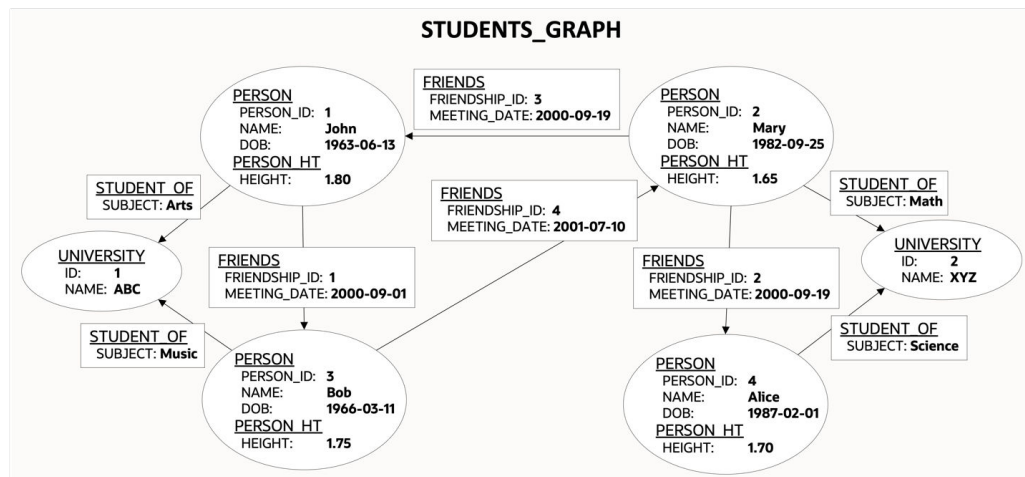 STUDENTS_GRAPH
FRIENDS
FRIENDSHIP_ID: 3
MEETING_DATE: 2000-09-19
PERSON
PERSON_ID: 1
NAME: John
DOB: 1963-06-13
PERSON_HT
HEIGHT: 1.80
PERSON
PERSON_ID: 2
NAME: Mary
DOB: 1982-09-25
PERSON_HT
HEIGHT: 1.65
STUDENT_OF
SUBJECT: Arts
FRIENDS
FRIENDSHIP_ID: 4
MEETING_DATE: 2001-07-10
STUDENT_OF
SUBJECT: Math
UNIVERSITY
ID: 1
NAME: ABC
FRIENDS
FRIENDSHIP_ID: 1
MEETING_DATE: 2000-09-01
FRIENDS
FRIENDSHIP_ID: 2
MEETING_DATE: 2000-09-19
UNIVERSITY
ID: 2
NAME: XYZ
STUDENT_OF
SUBJECT: Music
STUDENT_OF
SUBJECT: Science
PERSON
PERSON_ID: 3
NAME: Bob
DOB: 1966-03-11
PERSON_HT
HEIGHT: 1.75
PERSON
PERSON_ID: 4
NAME: Alice
DOB: 1987-02-01
PERSON_HT
HEIGHT: 1.70